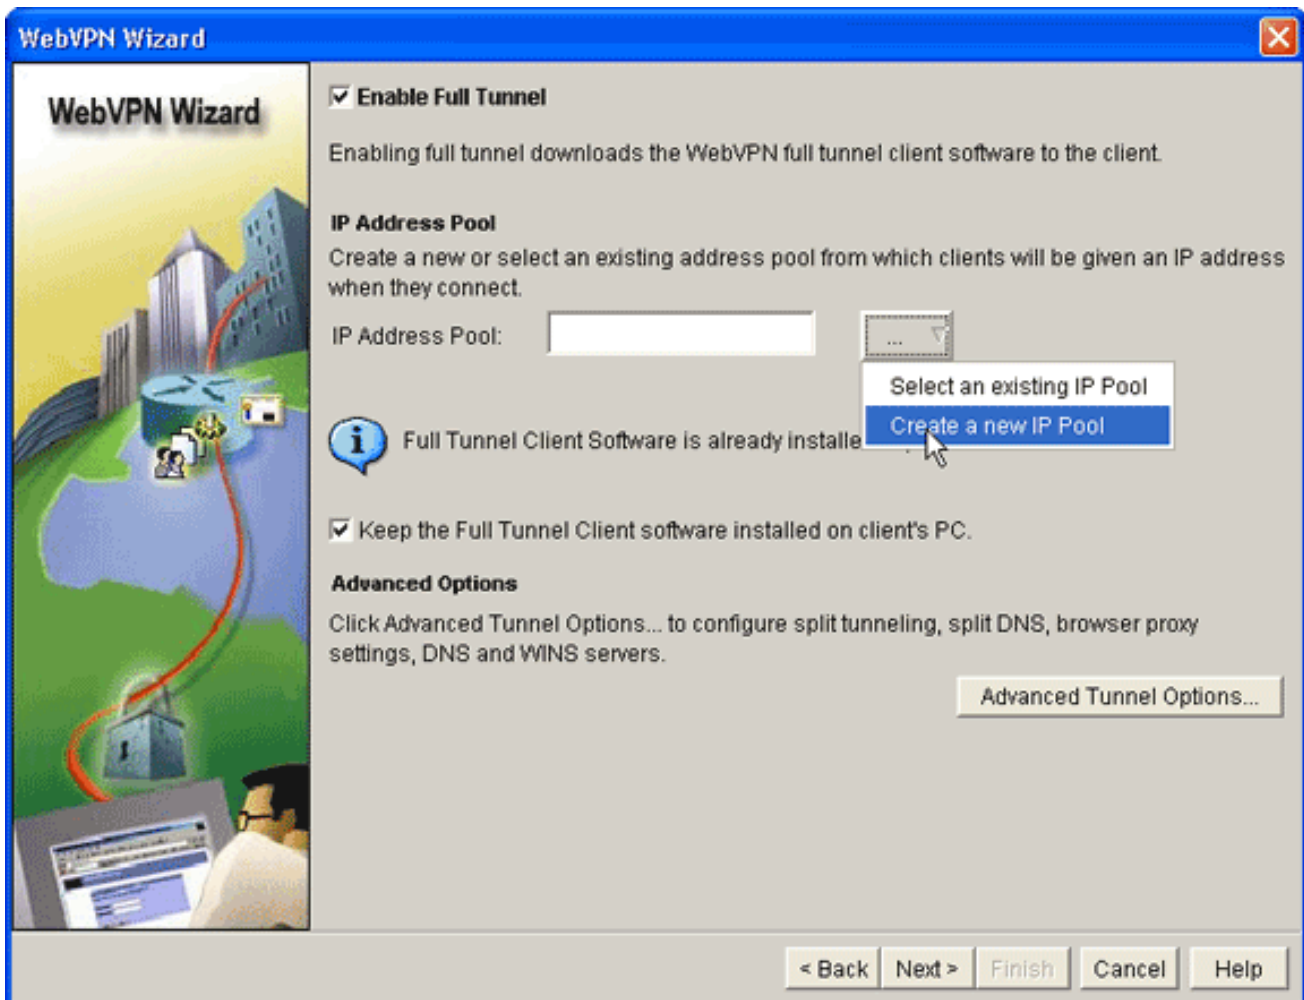 WebVPN Wizard
WebVPN Wizard
Enable Full Tunnel
Enabling full tunnel downloads the WebVPN full tunnel client software to the client.
IP Address Pool
Create a new or select an existing address pool from which clients will be given an IP address
when they connect.
IP Address Pool:
...
Select an existing IP Pool
Create a new IP Pool
Full Tunnel Client Software is already installe
Keep the Full Tunnel Client software installed on client's PC.
Advanced Options
Click Advanced Tunnel Options... to configure split tunneling, split DNS, browser proxy
settings, DNS and WINS servers.
Advanced Tunnel Options...
< Back
Next >
Finish
Cancel
Help